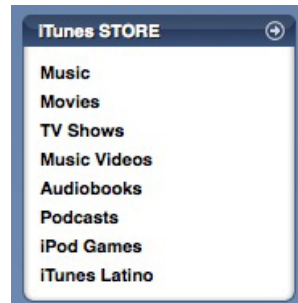 iTunes STORE
Music
Movies
TV Shows
Music Videos
Audiobooks
Podcasts
iPod Games
iTunes Latino